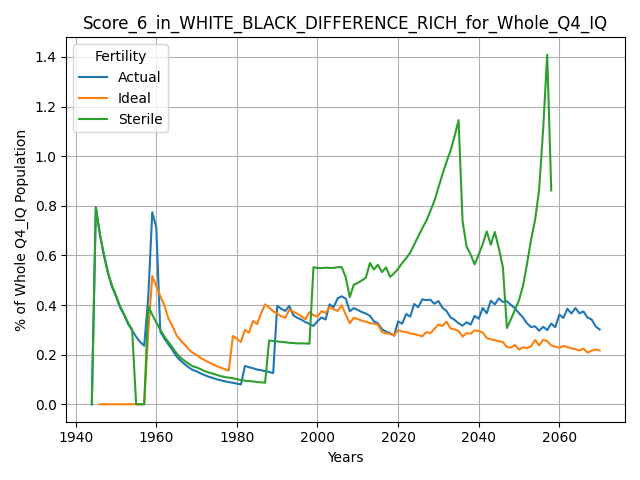 Score_6_in_WHITE_BLACK_DIFFERENCE_RICH_for_Whole_Q4_IQ
Fertility
Actual
Ideal
Sterile
% of Whole Q4_IQ Population
1.4
1.2
1.0
0.8
0.6
0.4
0.2
0.0
1940 1960 1980 2000 2020 2040 2060
Years